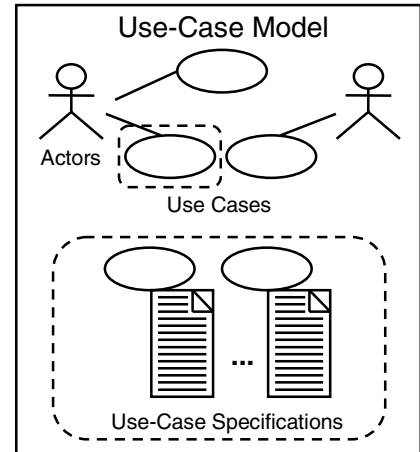 Use-Case Model
Actors
Use Cases
...
Use-Case Specifications